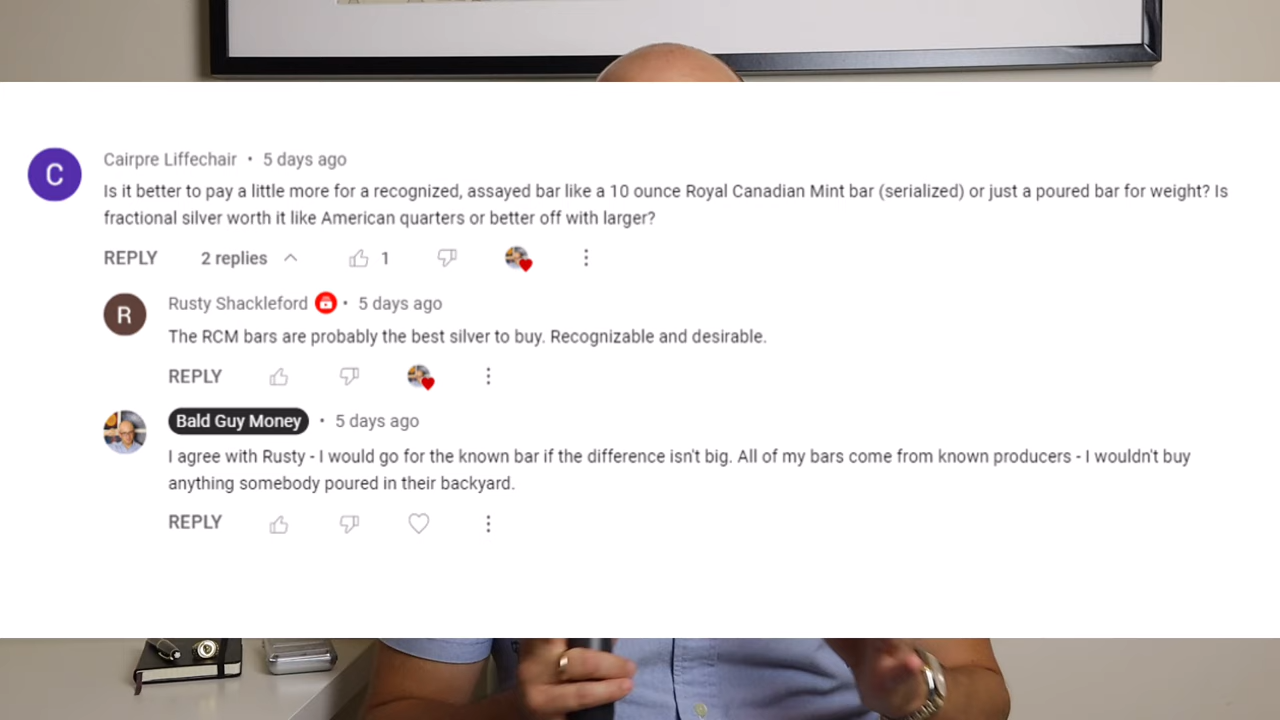 Cairpre Liffechair • 5 days ago
Is it better to pay a little more for a recognized, assayed bar like a 10 ounce Royal Canadian Mint bar (serialized) or just a poured bar for weight? Is
fractional silver worth it like American quarters or better off with larger?
REPLY 2 replies 1
C
Rusty Shackleford • 5 days ago
The RCM bars are probably the best silver to buy. Recognizable and desirable.
REPLY
R
Bald Guy Money • 5 days ago
I agree with Rusty - I would go for the known bar if the difference isn't big. All of my bars come from known producers - I wouldn't buy
anything somebody poured in their backyard.
REPLY